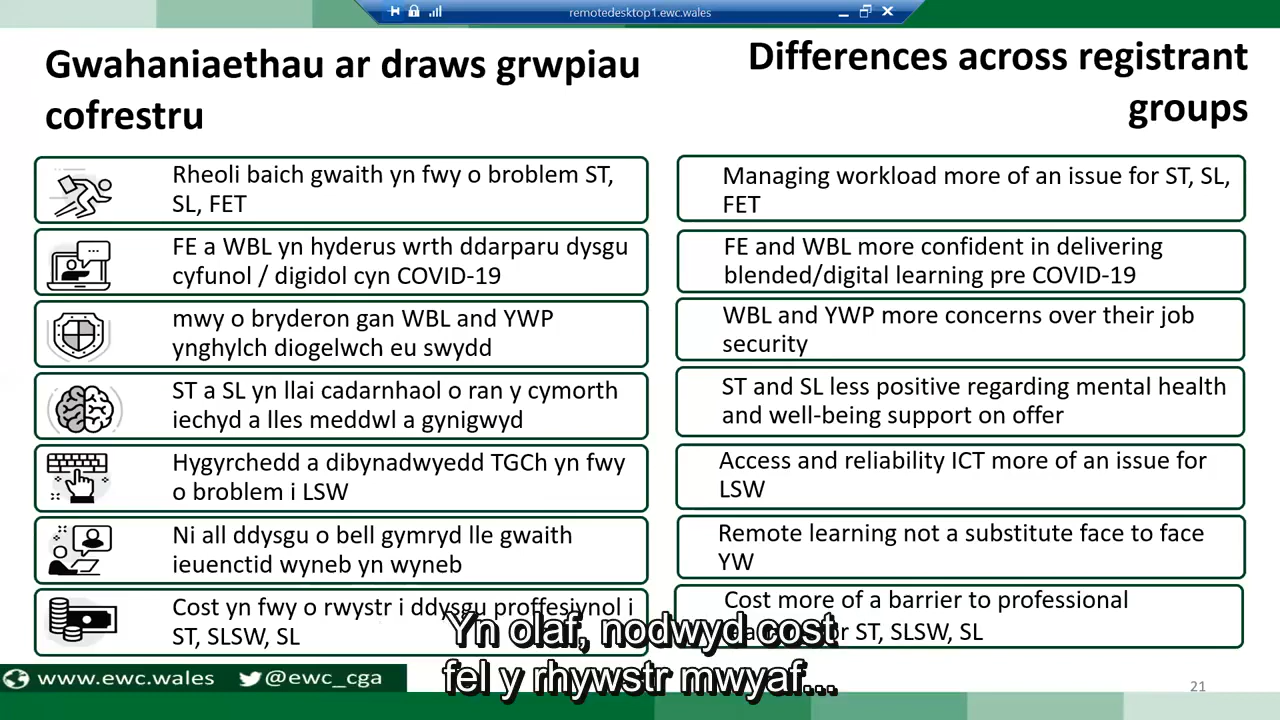 remotedesktop1.ewc.wales
Gwahaniaethau ar draws grwpiau
cofrestru
Rheoli baich gwaith yn fwy o broblem ST,
SL, FET
FE a WBL yn hyderus wrth ddarparu dysgu
cyfunol / digidol cyn COVID-19
mwy o bryderon gan WBL and YWP
ynghylch diogelwch eu swydd
ST a SL yn llai cadarnhaol o ran y cymorth
iechyd a lles meddwl a gynigwyd
Hygyrchedd a dibynadwyedd TGCh yn fwy
o broblem i LSW
Ni all ddysgu o bell gymryd lle gwaith
ieuenctid wyneb yn wyneb
Cost yn fwy o rwystr i ddysgu proffesiynol i
ST, SLSW, SL
Differences across registrant
groups
Managing workload more of an issue for ST, SL,
FET
FE and WBL more confident in delivering
blended/digital learning pre COVID-19
WBL and YWP more concerns over their job
security
ST and SL less positive regarding mental health
and well-being support on offer
Access and reliability ICT more of an issue for
LSW
Remote learning not a substitute face to face
YW
Cost more of a barrier to professional
ST, SLSW, SL
Yn olaf, nodwyd cost
fel y rhywstr mwyaf...
www.ewc.wales
@ewc_cga
21